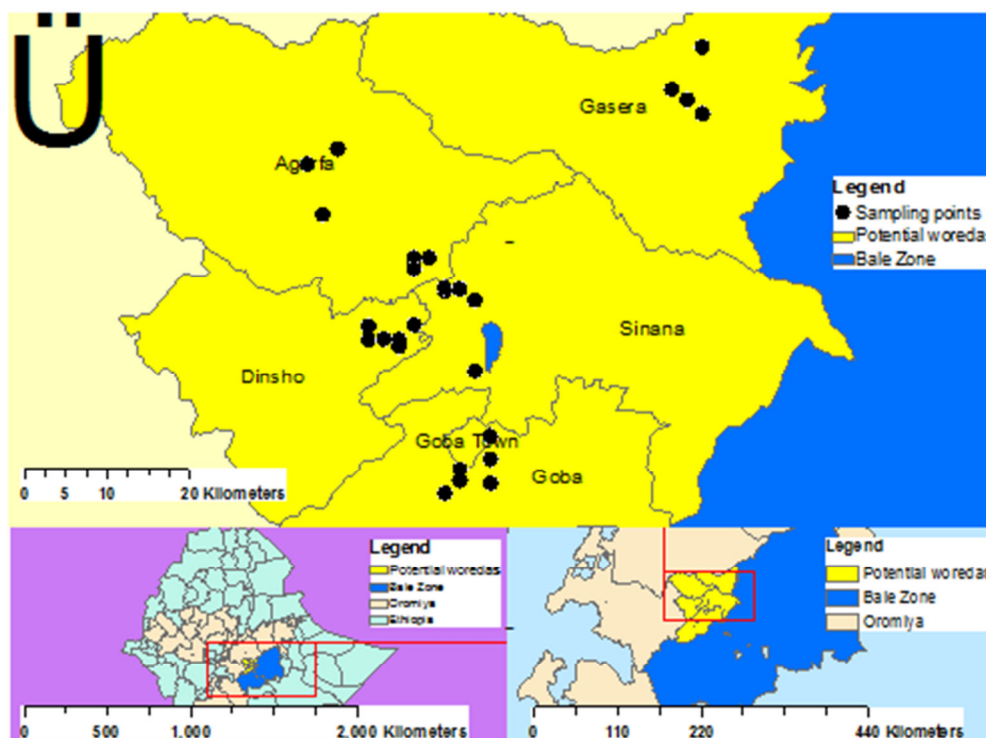 Ü
Gasera
Agarfa
Legend
Sampling points
Potential woredas
Bale Zone
Sinana
Dinsho
Goba Town
Goba
0 5 10 20 Kilometers
Legend
Potential woredas
Bale Zone
Oromiya
Ethiopia
0 500 1,000 2,000 Kilometers
Legend
Potential woredas
Bale Zone
Oromiya
0 110 220 440 Kilometers